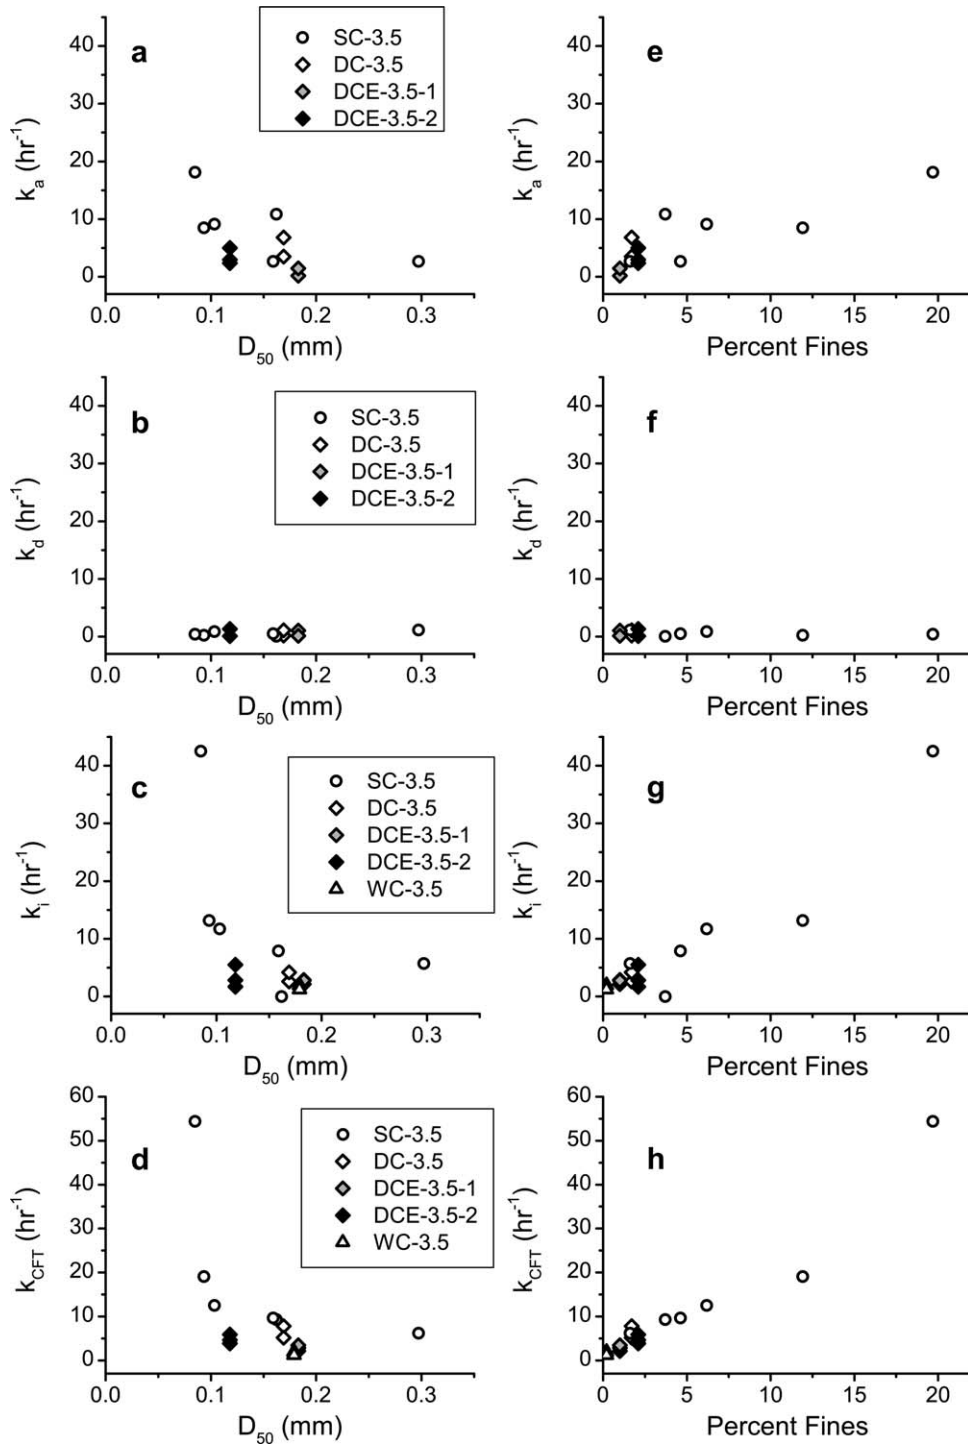 a
SC-3.5
DC-3.5
DCE-3.5-1
DCE-3.5-2
40
30
20
10
0
kₐ (hr⁻¹)
0.0 0.1 0.2 0.3
D₅₀ (mm)
e
40
30
20
10
0
kₐ (hr⁻¹)
0 5 10 15 20
Percent Fines
b
SC-3.5
DC-3.5
DCE-3.5-1
DCE-3.5-2
40
30
20
10
0
k_d (hr⁻¹)
0.0 0.1 0.2 0.3
D₅₀ (mm)
f
40
30
20
10
0
k_d (hr⁻¹)
0 5 10 15 20
Percent Fines
c
SC-3.5
DC-3.5
DCE-3.5-1
DCE-3.5-2
WC-3.5
40
30
20
10
0
kᵢ (hr⁻¹)
0.0 0.1 0.2 0.3
D₅₀ (mm)
g
40
30
20
10
0
kᵢ (hr⁻¹)
0 5 10 15 20
Percent Fines
d
SC-3.5
DC-3.5
DCE-3.5-1
DCE-3.5-2
WC-3.5
60
50
40
30
20
10
0
k_CFT (hr⁻¹)
0.0 0.1 0.2 0.3
D₅₀ (mm)
h
60
50
40
30
20
10
0
k_CFT (hr⁻¹)
0 5 10 15 20
Percent Fines